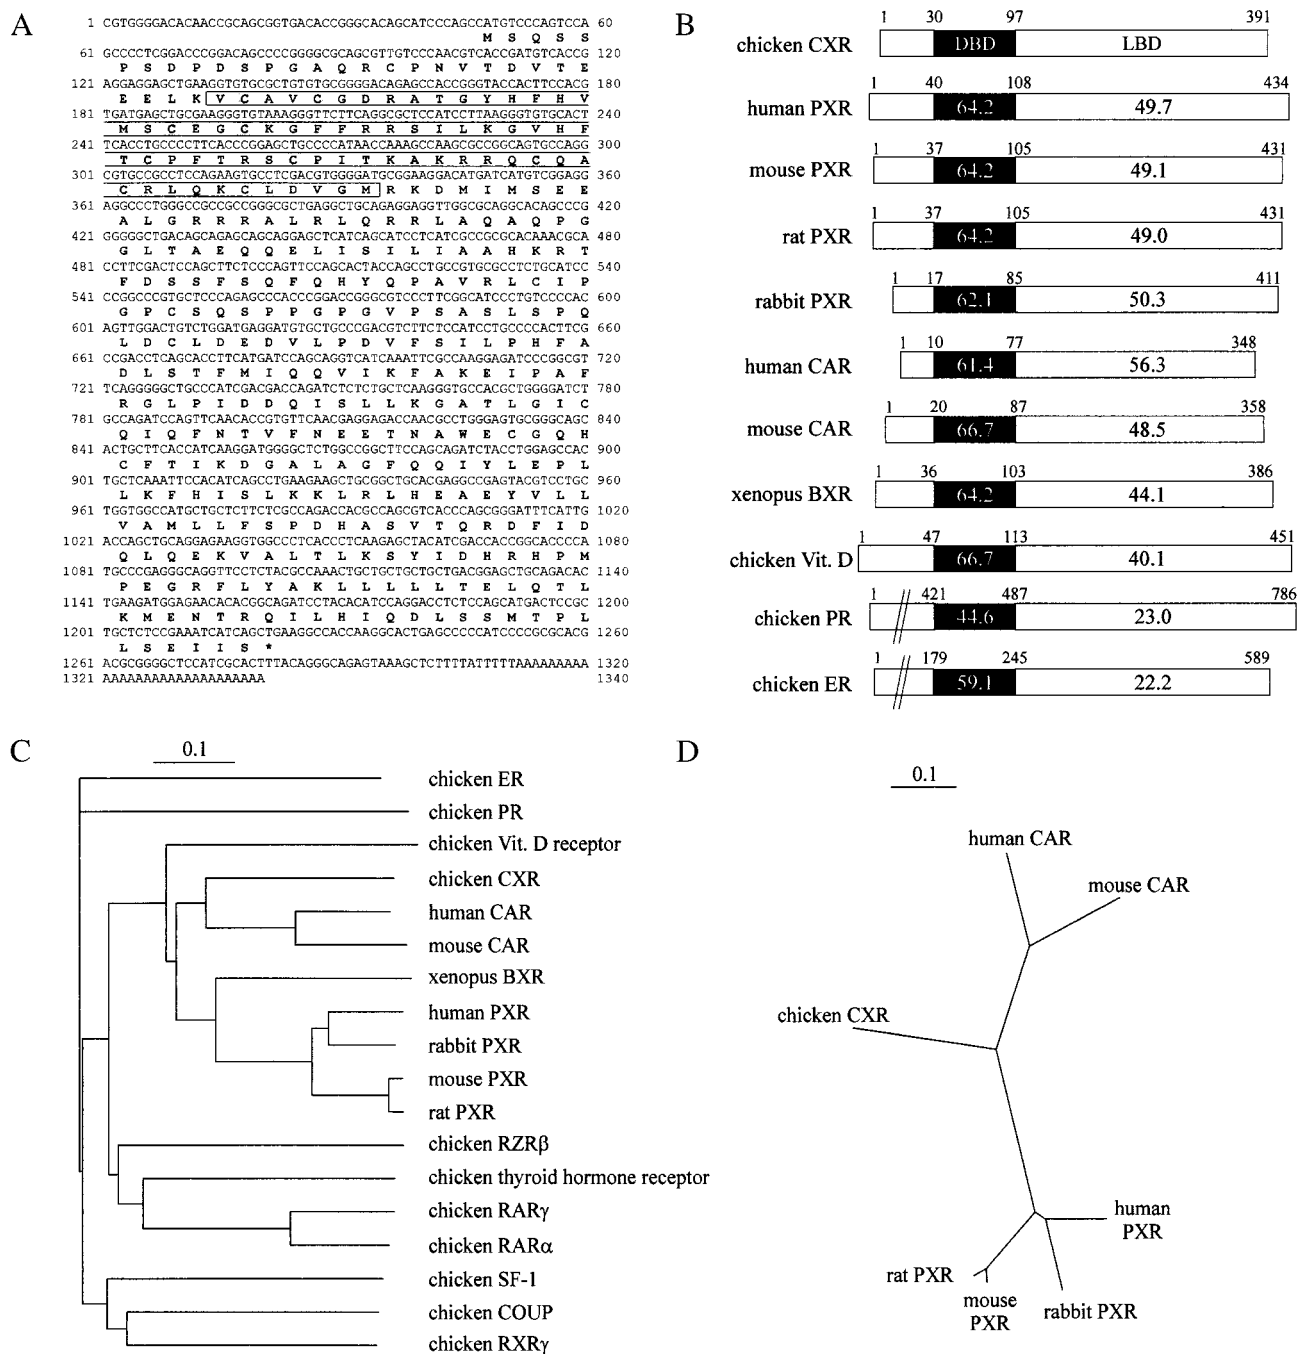 A
1 CGTGGGGACACAACCGCAGCGGTGACACCGGGCACAGCATCCCAGCCATGTCCCAGTCCA 60
M S Q S S
61 GCCCCTCGGACCCGGACAGCCCCGGGGCGCAGCGTTGTCCCAACGTCACCGATGTCACCG 120
P S D P D S P G A Q R C P N V T D V T E
121 AGGAGGAGCTGAAGGTGTGCGCTGTGTGCGGGGACAGAGCCACCGGGTACCACTTCCACG 180
E E L K V C A V C G D R A T G Y H F H V
181 TGATGAGCTGCGAAGGGTGTAAAGGGTTCTTCAGGCGCTCCATCCTTAAGGGTGTGCACT 240
M S C E G C K G F F R R S I L K G V H F
241 TCACCTGCCCCTTCACCCGGAGCTGCCCCATAACCAAAGCCAAGCGCCGGCAGTGCCAGG 300
T C P F T R S C P I T K A K R R Q C Q A
301 CGTGCCGCCTCCAGAAGTGCCTCGACGTGGGGATGCGGAAGGACATGATCATGTCGGAGG 360
C R L Q K C L D V G M R K D M I M S E E
361 AGGCCCTGGGCCGCCGCCGGGCGCTGAGGCTGCAGAGGAGGTTGGCGCAGGCACAGCCCG 420
A L G R R R A L R L Q R R L A Q A Q P G
421 GGGGGCTGACAGCAGAGCAGCAGGAGCTCATCAGCATCCTCATCGCCGCGCACAAACGCA 480
G L T A E Q Q E L I S I L I A A H K R T
481 CCTTCGACTCCAGCTTCTCCCAGTTCCAGCACTACCAGCCTGCCGTGCGCCTCTGCATCC 540
F D S S F S Q F Q H Y Q P A V R L C I P
541 CCGGCCCGTGCTCCCAGAGCCCACCCGGACCGGGCGTCCCTTCGGCATCCCTGTCCCCAC 600
G P C S Q S P P G P G V P S A S L S P Q
601 AGTTGGACTGTCTGGATGAGGATGTGCTGCCCGACGTCTTCTCCATCCTGCCCCACTTCG 660
L D C L D E D V L P D V F S I L P H F A
661 CCGACCTCAGCACCTTCATGATCCAGCAGGTCATCAAATTCGCCAAGGAGATCCCGGCGT 720
D L S T F M I Q Q V I K F A K E I P A F
721 TCAGGGGGCTGCCCATCGACGACCAGATCTCTCTGCTCAAGGGTGCCACGCTGGGGATCT 780
R G L P I D D Q I S L L K G A T L G I C
781 GCCAGATCCAGTTCAACACCGTGTTCAACGAGGAGACCAACGCCTGGGAGTGCGGGCAGC 840
Q I Q F N T V F N E E T N A W E C G Q H
841 ACTGCTTCACCATCAAGGATGGGGCTCTGGCCGGCTTCCAGCAGATCTACCTGGAGCCAC 900
C F T I K D G A L A G F Q Q I Y L E P L
901 TGCTCAAATTCCACATCAGCCTGAAGAAGCTGCGGCTGCACGAGGCCGAGTACGTCCTGC 960
L K F H I S L K K L R L H E A E Y V L L
961 TGGTGGCCATGCTGCTCTTCTCGCCAGACCACGCCAGCGTCACCCAGCGGGATTTCATTG 1020
V A M L L F S P D H A S V T Q R D F I D
1021 ACCAGCTGCAGGAGAAGGTGGCCCTCACCCTCAAGAGCTACATCGACCACCGGCACCCCA 1080
Q L Q E K V A L T L K S Y I D H R H P M
1081 TGCCCGAGGGCAGGTTCCTCTACGCCAAACTGCTGCTGCTGCTGACGGAGCTGCAGACAC 1140
P E G R F L Y A K L L L L L T E L Q T L
1141 TGAAGATGGAGAACACACGGCAGATCCTACACATCCAGGACCTCTCCAGCATGACTCCGC 1200
K M E N T R Q I L H I Q D L S S M T P L
1201 TGCTCTCCGAAATCATCAGCTGAAGGCCACCAAGGCACTGAGCCCCCATCCCCGCGCACG 1260
L S E I I S *
1261 ACGCGGGGCTCCATCGCACTTTACAGGGCAGAGTAAAGCTCTTTTATTTTTAAAAAAAAA 1320
1321 AAAAAAAAAAAAAAAAAAAA 1340
B
1 30 97 391
chicken CXR DBD LBD
1 40 108 434
human PXR 64.2 49.7
1 37 105 431
mouse PXR 64.2 49.1
1 37 105 431
rat PXR 64.2 49.0
1 17 85 411
rabbit PXR 62.1 50.3
1 10 77 348
human CAR 61.4 56.3
1 20 87 358
mouse CAR 66.7 48.5
1 36 103 386
xenopus BXR 64.2 44.1
1 47 113 451
chicken Vit. D 66.7 40.1
1 421 487 786
chicken PR 44.6 23.0
1 179 245 589
chicken ER 59.1 22.2
C
0.1
chicken ER
chicken PR
chicken Vit. D receptor
chicken CXR
human CAR
mouse CAR
xenopus BXR
human PXR
rabbit PXR
mouse PXR
rat PXR
chicken RZRβ
chicken thyroid hormone receptor
chicken RARγ
chicken RARα
chicken SF-1
chicken COUP
chicken RXRγ
D
0.1
human CAR
mouse CAR
chicken CXR
human
PXR
rat PXR
mouse
PXR
rabbit PXR